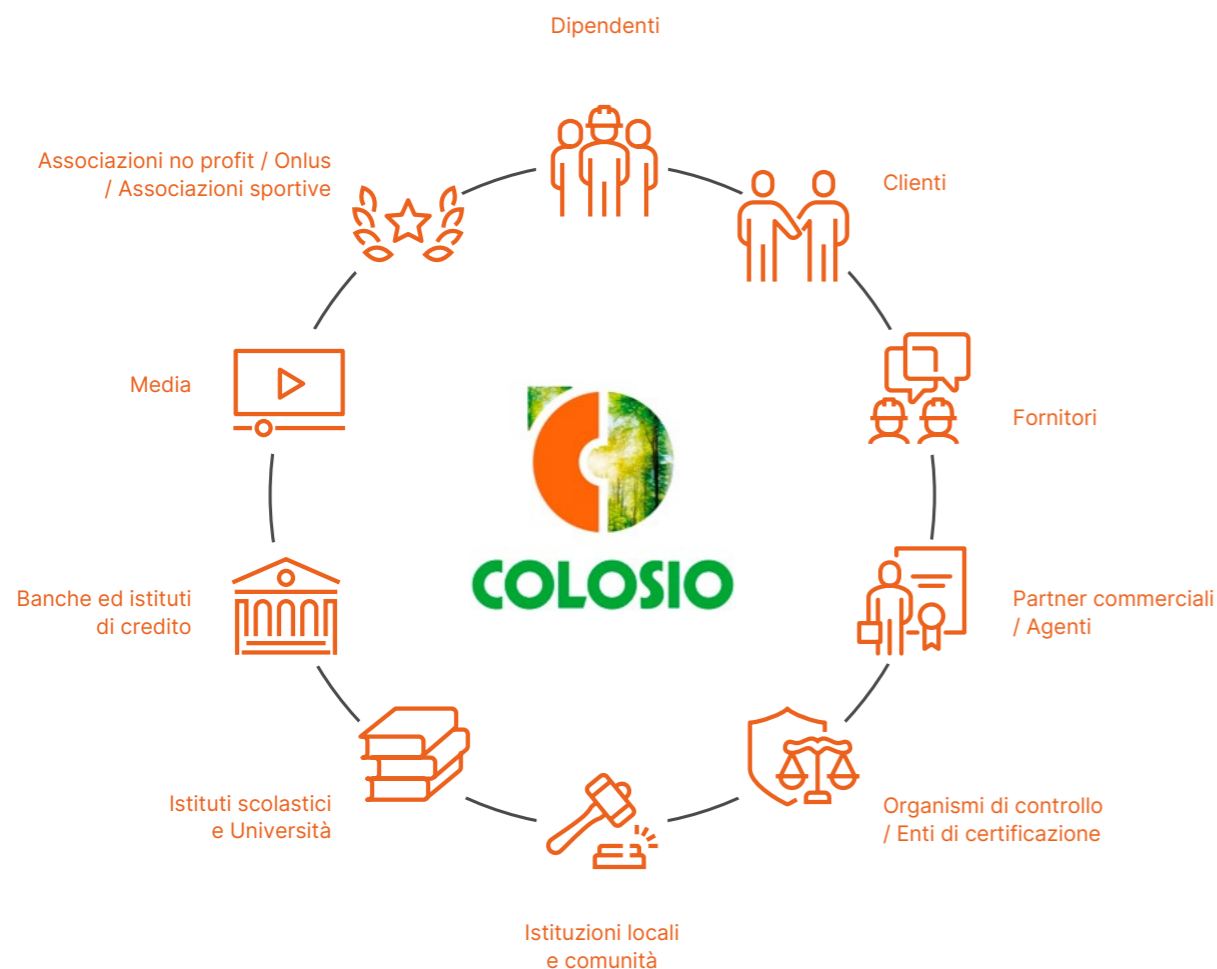 Dipendenti
Associazioni no profit / Onlus
/ Associazioni sportive
Clienti
Media
Fornitori
COLOSIO
Banche ed istituti
di credito
Partner commerciali
/ Agenti
Istituti scolastici
e Università
Organismi di controllo
/ Enti di certificazione
Istituzioni locali
e comunità